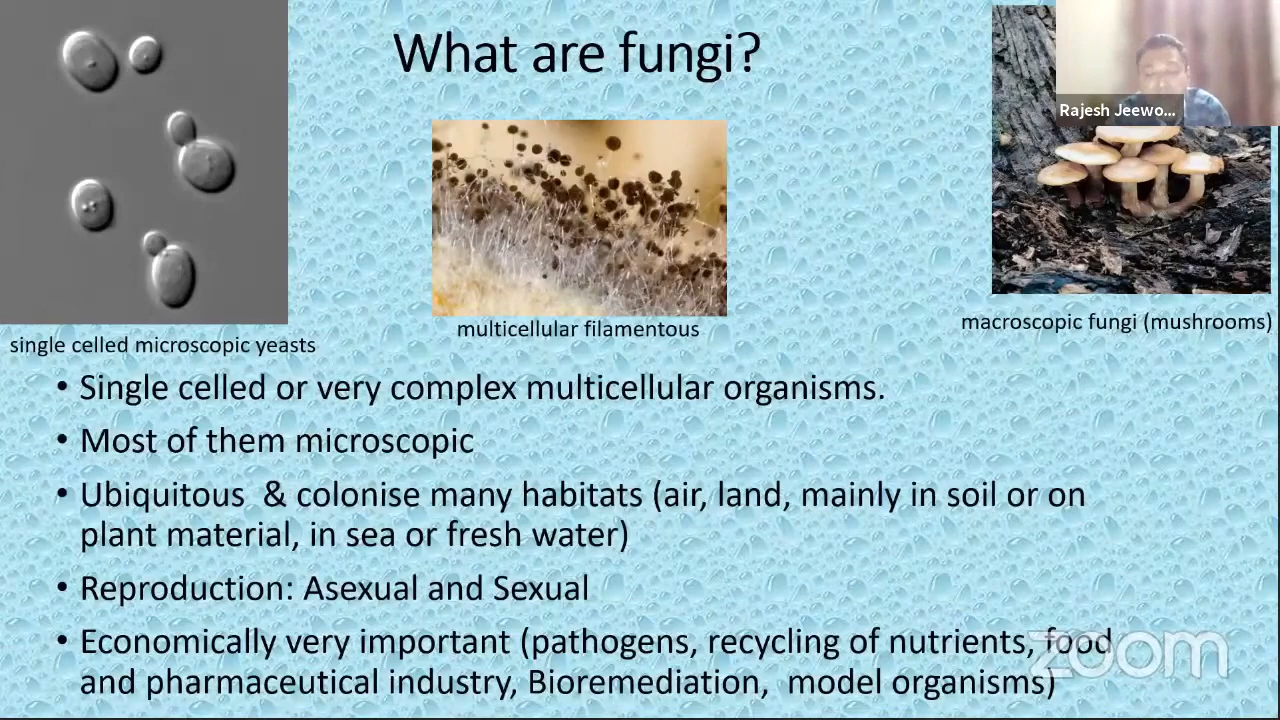 What are fungi?
Rajesh Jeewo...
single celled microscopic yeasts
multicellular filamentous
macroscopic fungi (mushrooms)
• Single celled or very complex multicellular organisms.
• Most of them microscopic
• Ubiquitous & colonise many habitats (air, land, mainly in soil or on
plant material, in sea or fresh water)
• Reproduction: Asexual and Sexual
• Economically very important (pathogens, recycling of nutrients, food
and pharmaceutical industry, Bioremediation, model organisms)
zoom